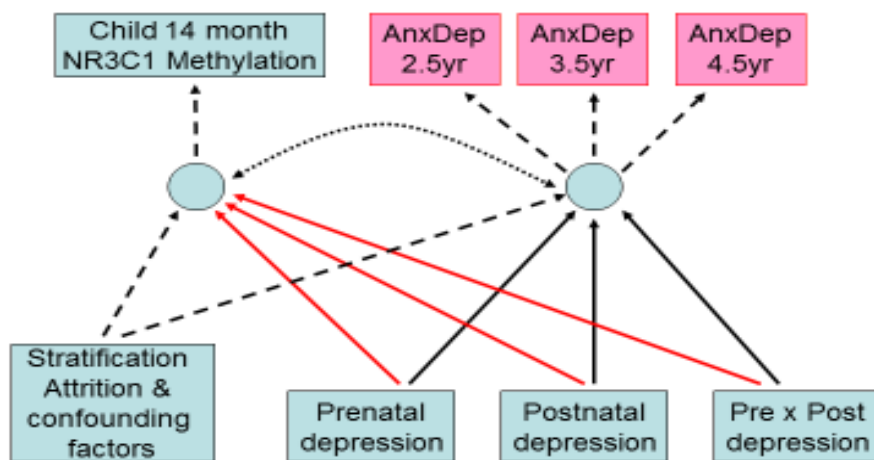 Child 14 month
NR3C1 Methylation
AnxDep
2.5yr
AnxDep
3.5yr
AnxDep
4.5yr
Stratification
Attrition &
confounding
factors
Prenatal
depression
Postnatal
depression
Pre x Post
depression